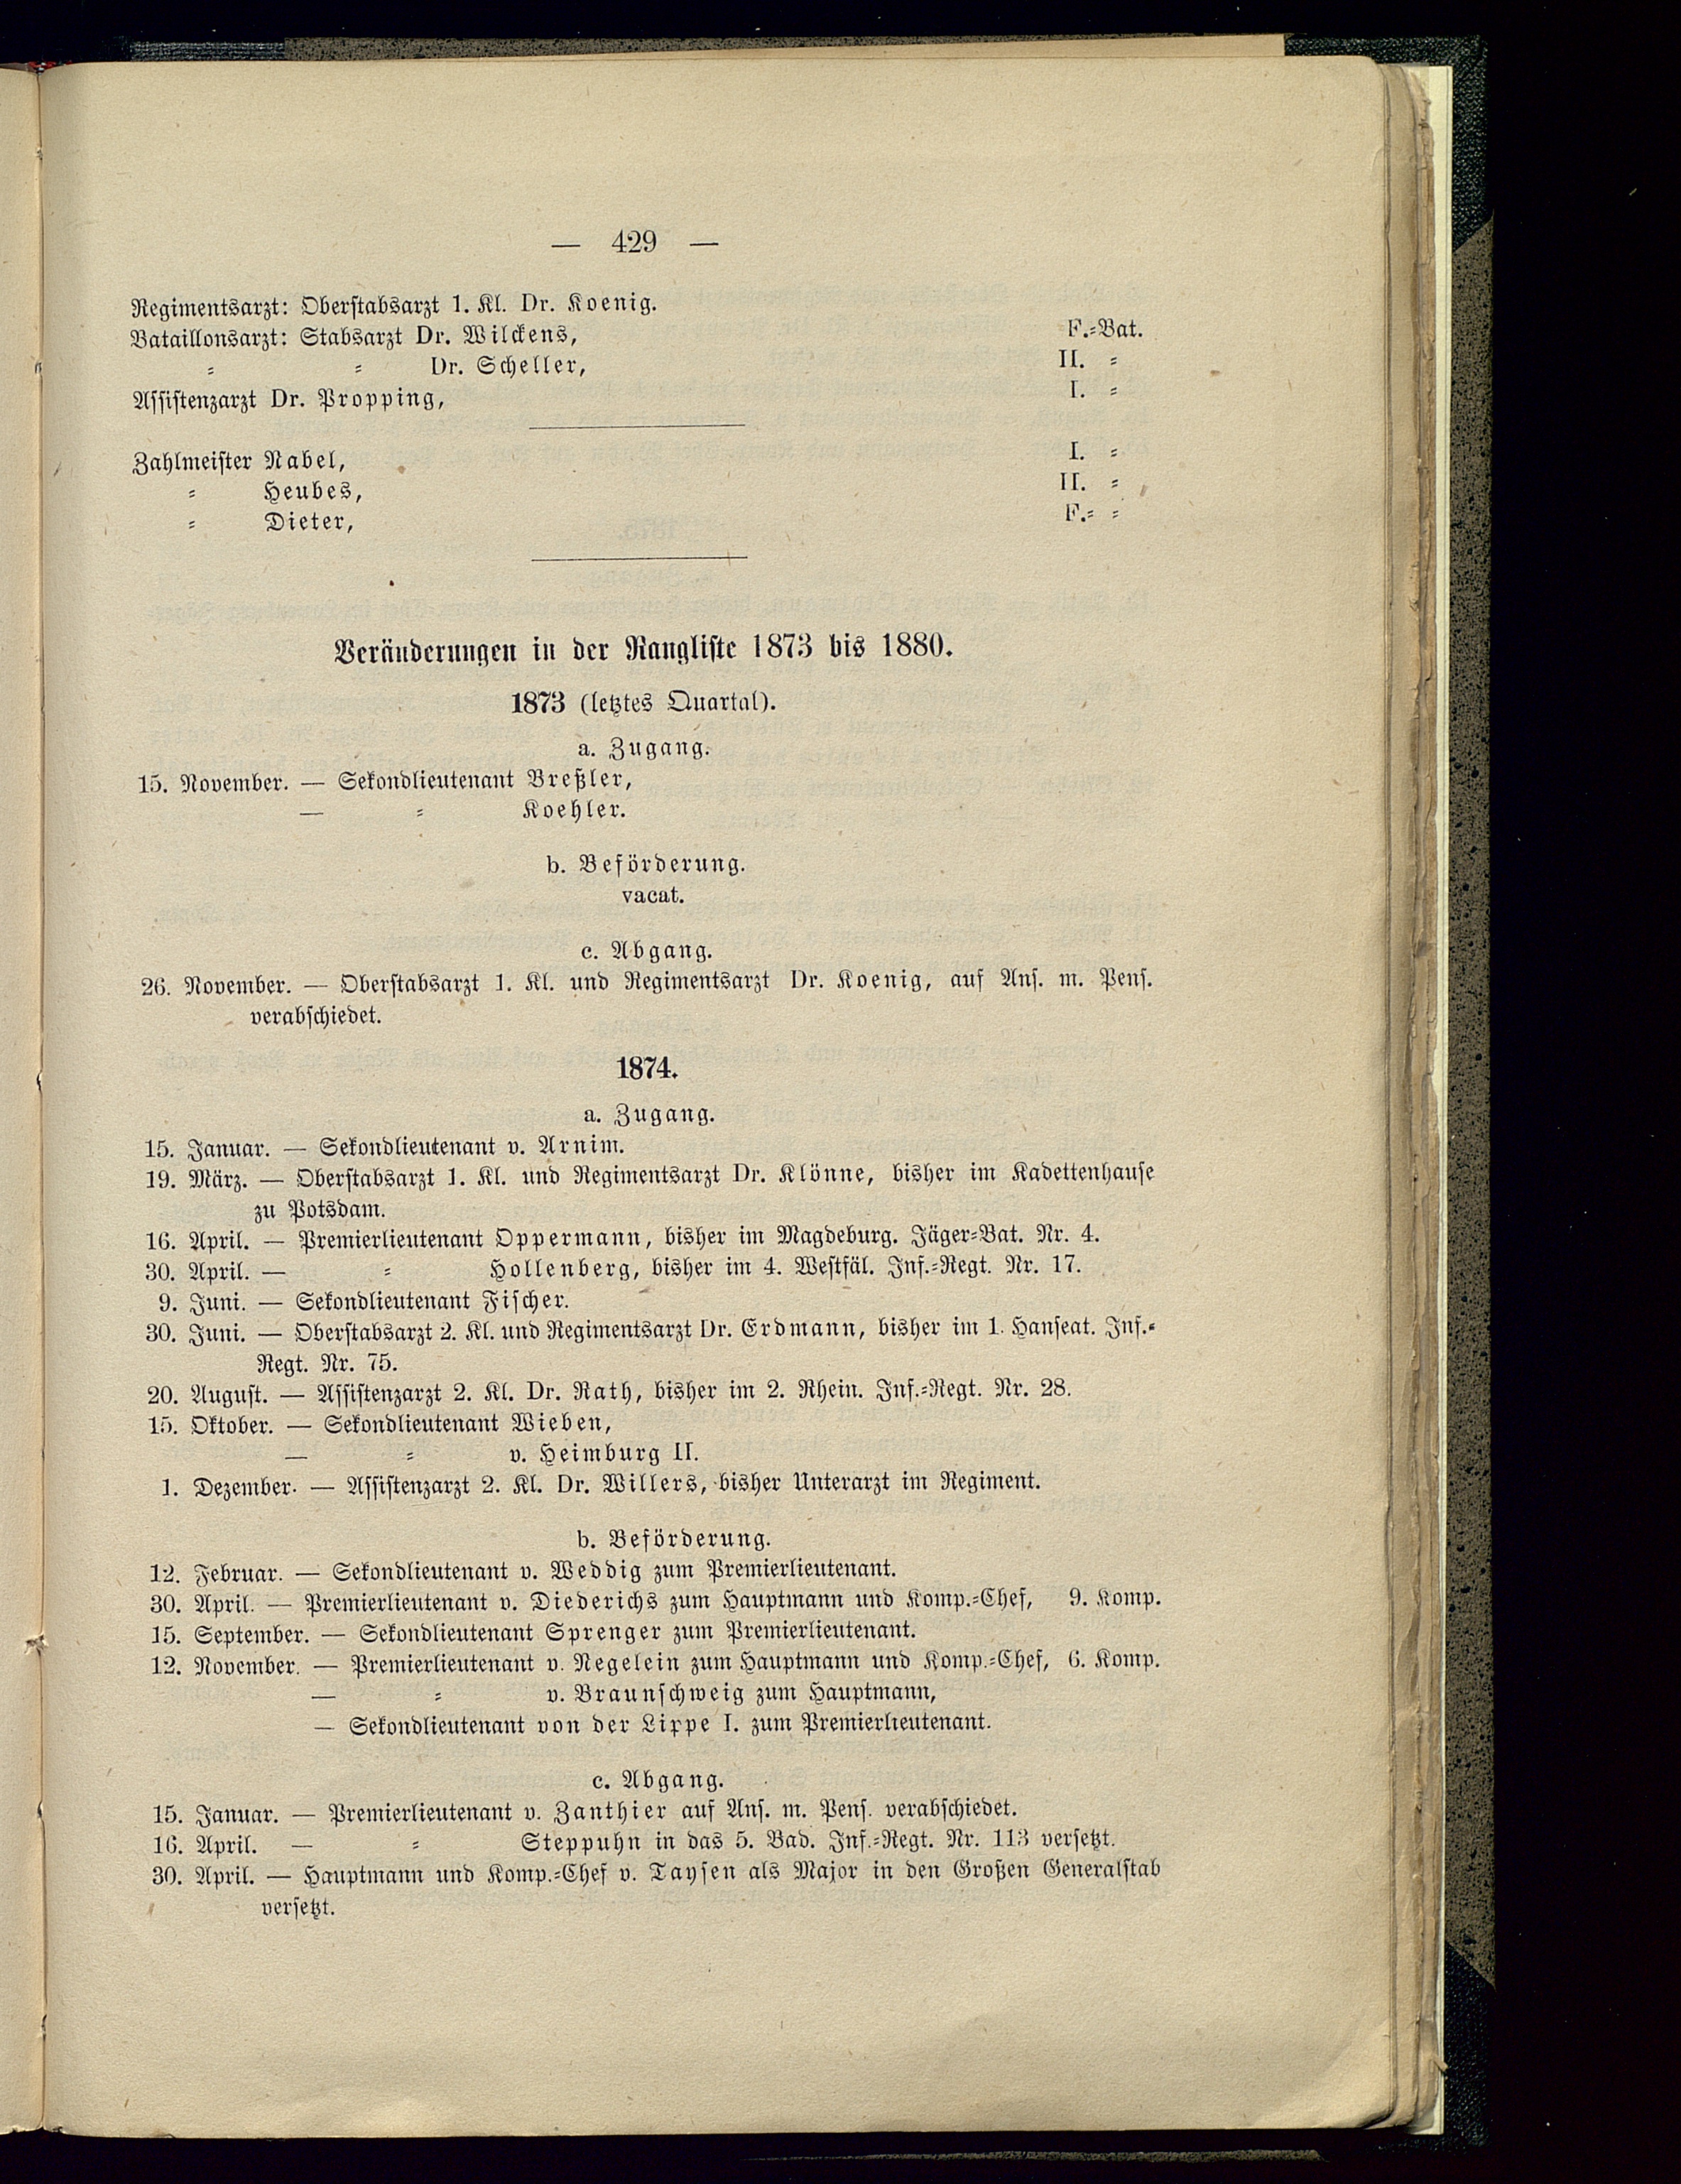 — 429 —
Regimentsarzt: Oberstabsarzt 1. Kl. Dr. Koenig.
Bataillonsarzt: Stabsarzt Dr. Wilckens, F.=Bat.
= = Dr. Scheller, II. =
Assistenzarzt Dr. Propping, I. =
Zahlmeister Nabel, I. =
= Heubes, II. =
= Dieter, F.= =
Veränderungen in der Rangliste 1873 bis 1880.
1873 (letztes Quartal).
a. Zugang.
15. November. — Sekondlieutenant Breßler,
— = Koehler.
b. Beförderung.
vacat.
c. Abgang.
26. November. — Oberstabsarzt 1. Kl. und Regimentsarzt Dr. Koenig, auf Ans. m. Pens.
verabschiedet.
1874.
a. Zugang.
15. Januar. — Sekondlieutenant v. Arnim.
19. März. — Oberstabsarzt 1. Kl. und Regimentsarzt Dr. Klönne, bisher im Kadettenhause
zu Potsdam.
16. April. — Premierlieutenant Oppermann, bisher im Magdeburg. Jäger=Bat. Nr. 4.
30. April. — = Hollenberg, bisher im 4. Westfäl. Inf.=Regt. Nr. 17.
9. Juni. — Sekondlieutenant Fischer.
30. Juni. — Oberstabsarzt 2. Kl. und Regimentsarzt Dr. Erdmann, bisher im 1. Hanseat. Inf.=
Regt. Nr. 75.
20. August. — Assistenzarzt 2. Kl. Dr. Rath, bisher im 2. Rhein. Inf.=Regt. Nr. 28.
15. Oktober. — Sekondlieutenant Wieben,
— = v. Heimburg II.
1. Dezember. — Assistenzarzt 2. Kl. Dr. Willers, bisher Unterarzt im Regiment.
b. Beförderung.
12. Februar. — Sekondlieutenant v. Weddig zum Premierlieutenant.
30. April. — Premierlieutenant v. Diederichs zum Hauptmann und Komp.=Chef, 9. Komp.
15. September. — Sekondlieutenant Sprenger zum Premierlieutenant.
12. November. — Premierlieutenant v. Negelein zum Hauptmann und Komp.=Chef, 6. Komp.
— = v. Braunschweig zum Hauptmann,
— Sekondlieutenant von der Lippe I. zum Premierlieutenant.
c. Abgang.
15. Januar. — Premierlieutenant v. Zanthier auf Ans. m. Pens. verabschiedet.
16. April. — = Steppuhn in das 5. Bad. Inf.=Regt. Nr. 113 versetzt.
30. April. — Hauptmann und Komp.=Chef v. Taysen als Major in den Großen Generalstab
versetzt.